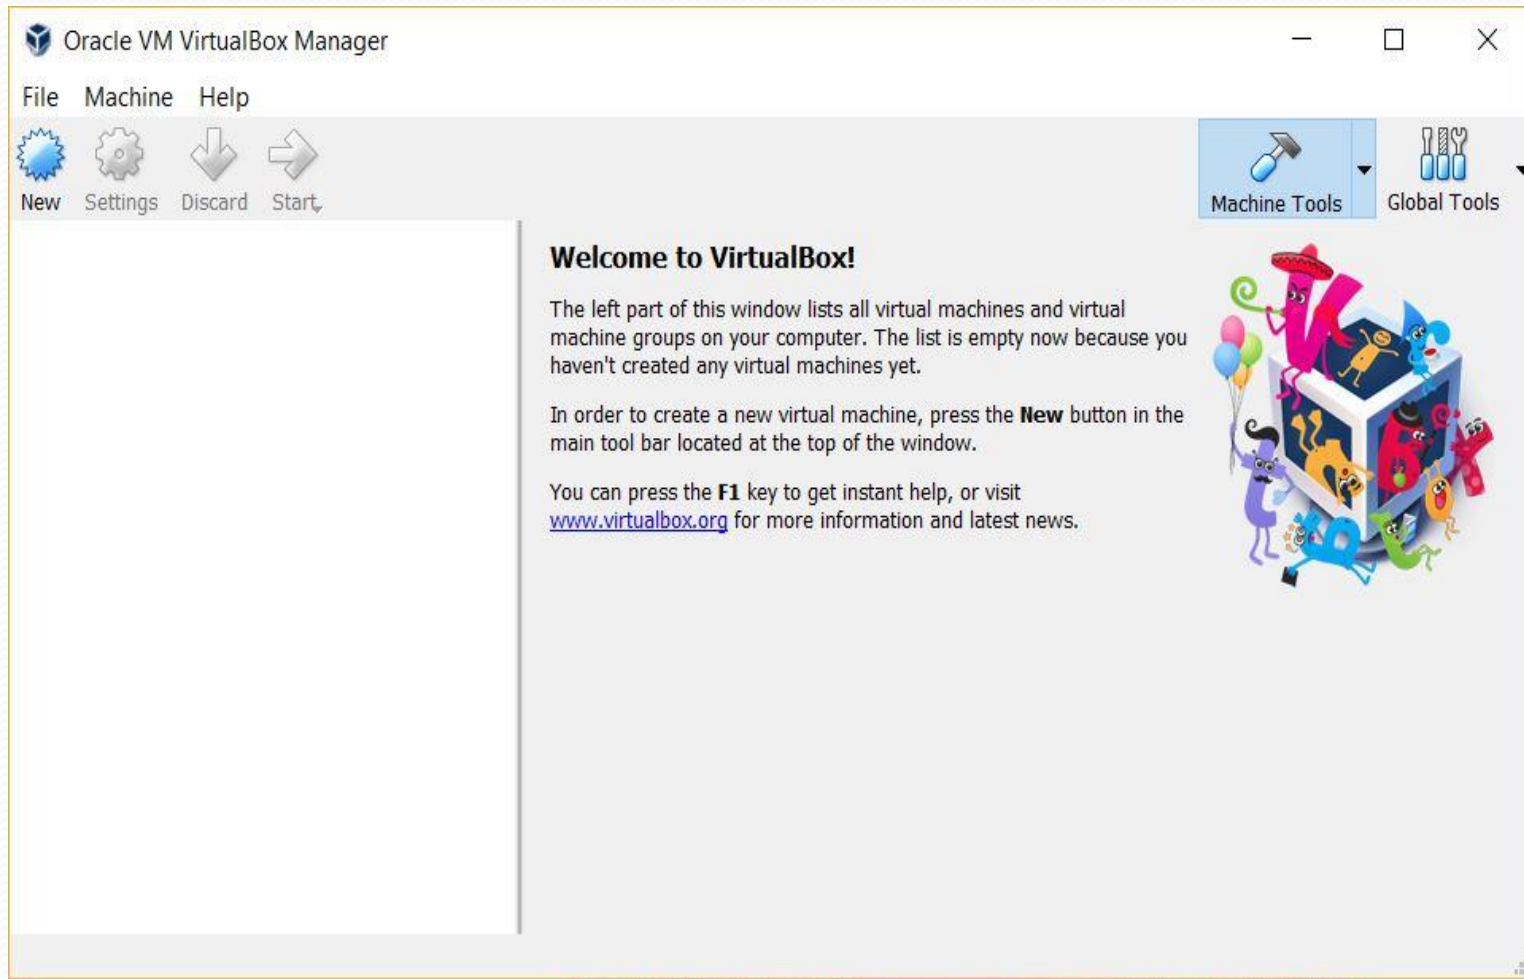 Oracle VM VirtualBox Manager
File Machine Help
New Settings Discard Start
Machine Tools Global Tools
Welcome to VirtualBox!
The left part of this window lists all virtual machines and virtual
machine groups on your computer. The list is empty now because you
haven't created any virtual machines yet.
In order to create a new virtual machine, press the New button in the
main tool bar located at the top of the window.
You can press the F1 key to get instant help, or visit
www.virtualbox.org for more information and latest news.